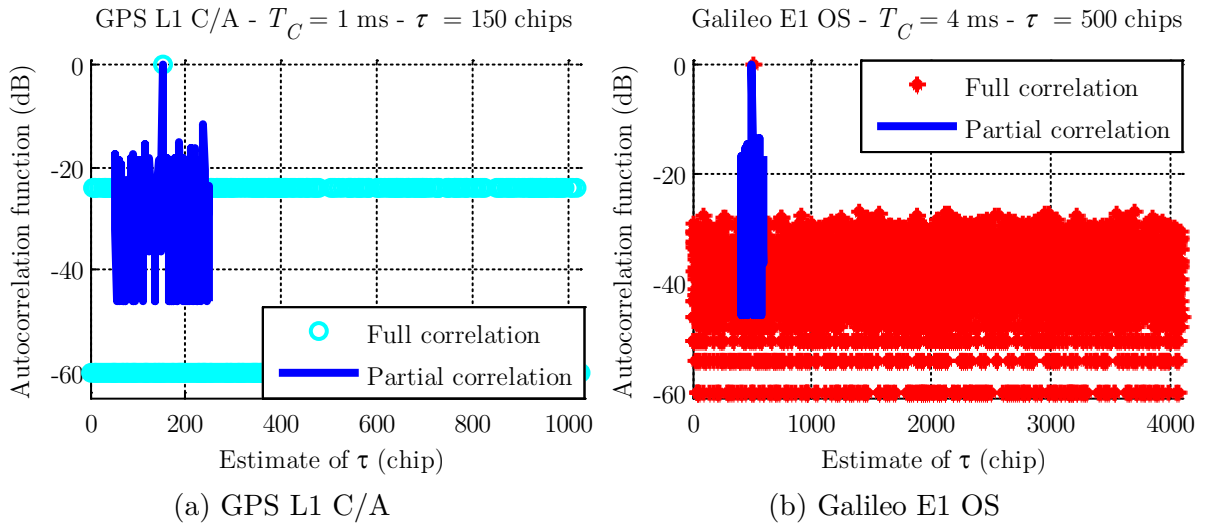 GPS L1 C/A - T_C = 1 ms - τ = 150 chips
Autocorrelation function (dB)
0
-20
-40
-60
Full correlation
Partial correlation
0
200
400
600
800
1000
Estimate of τ (chip)
(a) GPS L1 C/A
Galileo E1 OS - T_C = 4 ms - τ = 500 chips
Autocorrelation function (dB)
0
-20
-40
-60
Full correlation
Partial correlation
0
1000
2000
3000
4000
Estimate of τ (chip)
(b) Galileo E1 OS